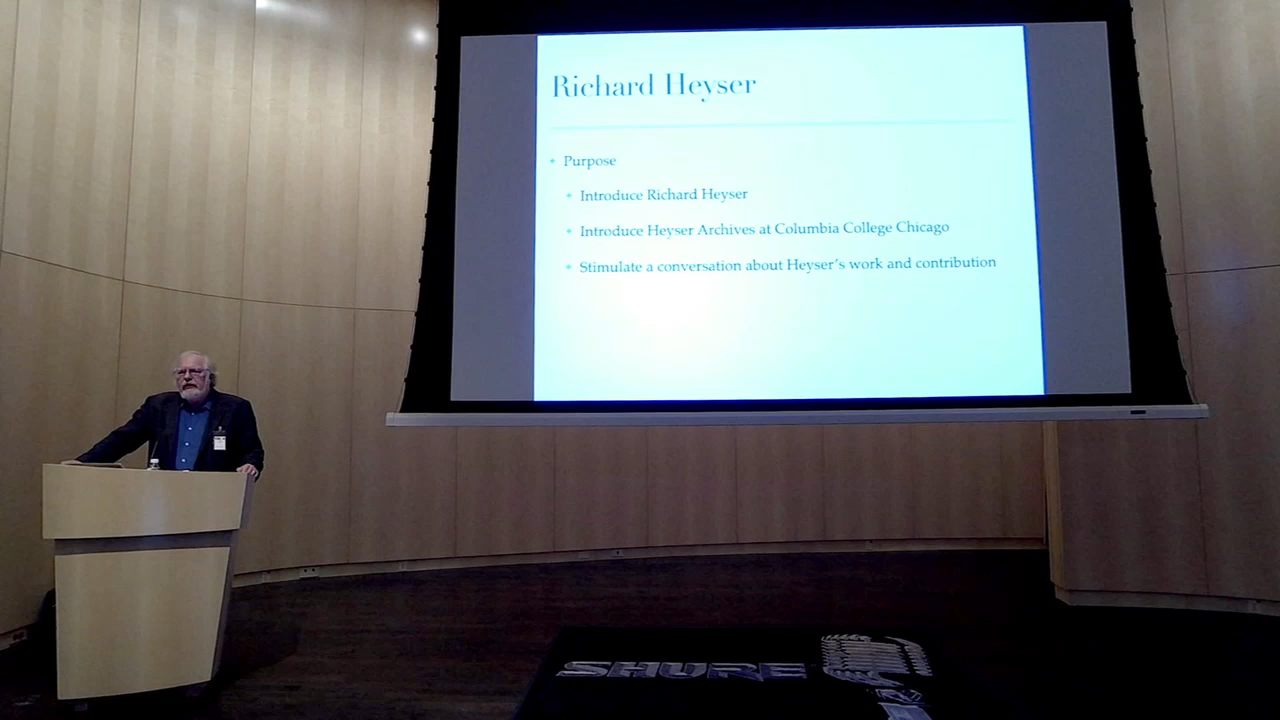 Richard Heyser
Purpose
Introduce Richard Heyser
Introduce Heyser Archives at Columbia College Chicago
Stimulate a conversation about Heyser's work and contribution
SHURE